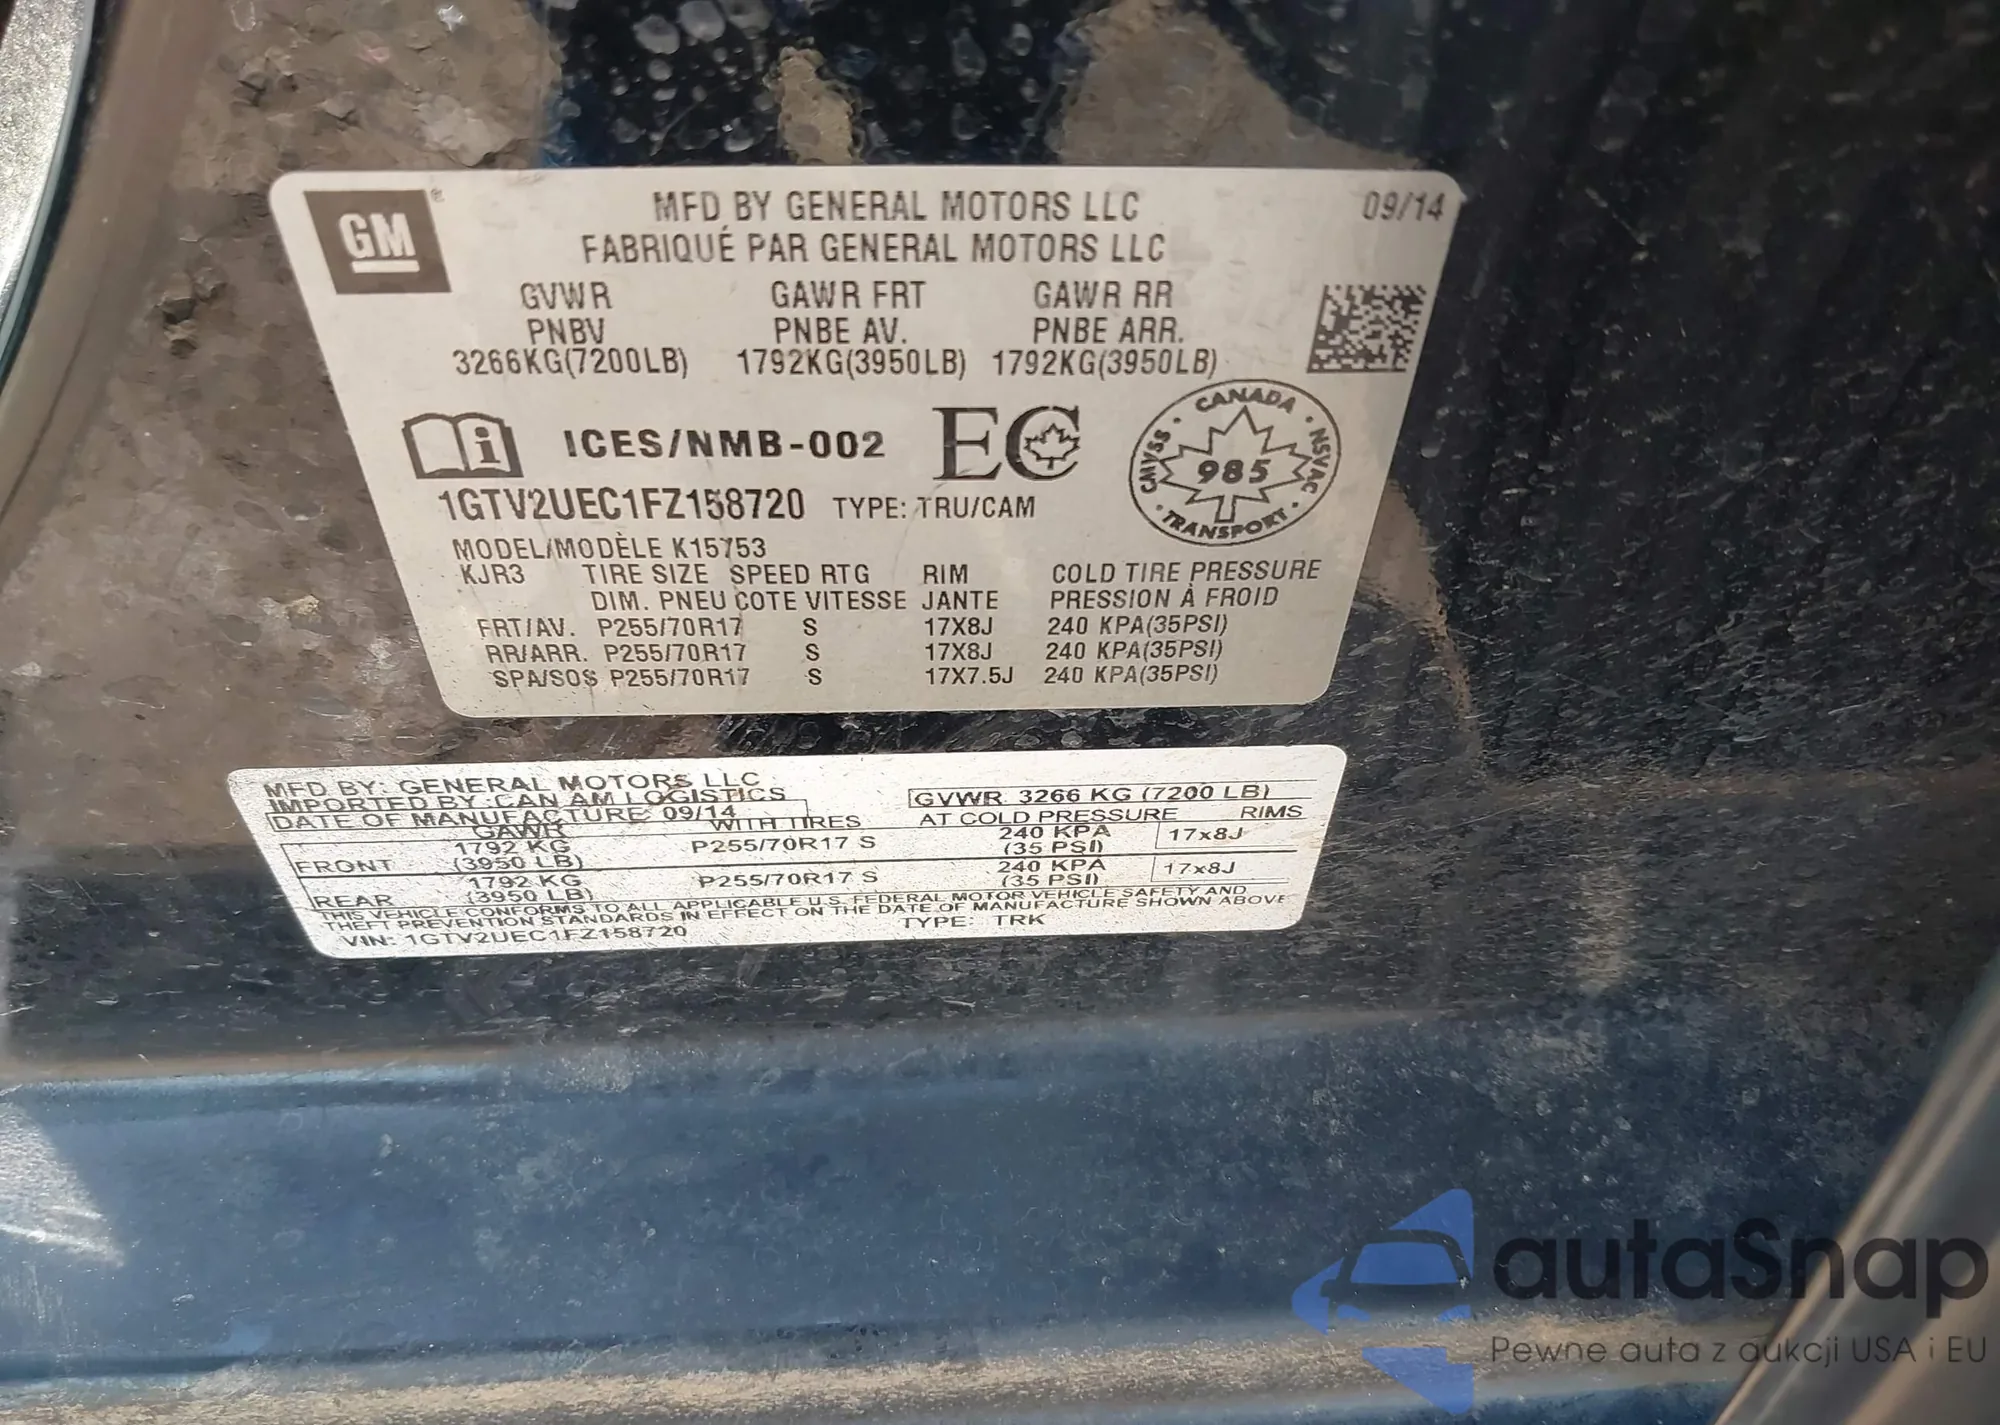 GM®
MFD BY GENERAL MOTORS LLC 09/14
FABRIQUÉ PAR GENERAL MOTORS LLC
GVWR GAWR FRT GAWR RR
PNBV PNBE AV. PNBE ARR.
3266KG(7200LB) 1792KG(3950LB) 1792KG(3950LB)
i ICES/NMB-002 EC
CANADA · NSVAC · TRANSPORT · CMVSS ·
985
1GTV2UEC1FZ158720 TYPE: TRU/CAM
MODEL/MODÈLE K15753
KJR3 TIRE SIZE SPEED RTG RIM COLD TIRE PRESSURE
DIM. PNEU COTE VITESSE JANTE PRESSION À FROID
FRT/AV. P255/70R17 S 17X8J 240 KPA(35PSI)
RR/ARR. P255/70R17 S 17X8J 240 KPA(35PSI)
SPA/SOS P255/70R17 S 17X7.5J 240 KPA(35PSI)
MFD BY: GENERAL MOTORS LLC
IMPORTED BY: CAN AM LOGISTICS GVWR 3266 KG (7200 LB)
DATE OF MANUFACTURE: 09/14
GAWR WITH TIRES AT COLD PRESSURE RIMS
FRONT 1792 KG (3950 LB) P255/70R17 S 240 KPA (35 PSI) 17x8J
REAR 1792 KG (3950 LB) P255/70R17 S 240 KPA (35 PSI) 17x8J
THIS VEHICLE CONFORMS TO ALL APPLICABLE U.S. FEDERAL MOTOR VEHICLE SAFETY AND
THEFT PREVENTION STANDARDS IN EFFECT ON THE DATE OF MANUFACTURE SHOWN ABOVE
VIN: 1GTV2UEC1FZ158720 TYPE: TRK
autaSnap
Pewne auta z aukcji USA i EU